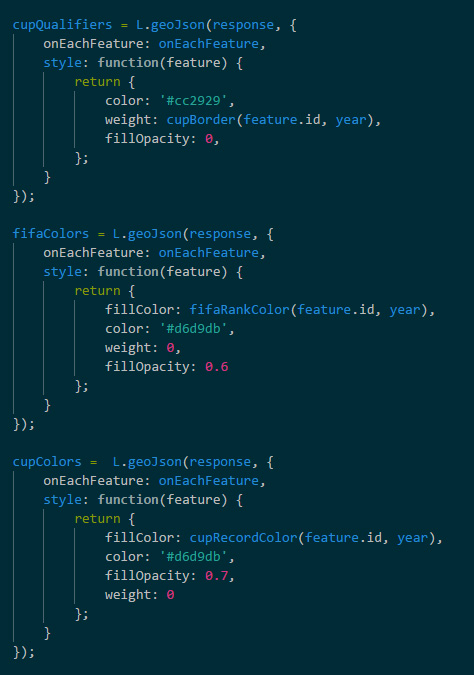 cupQualifiers = L.geoJson(response, {
    onEachFeature: onEachFeature,
    style: function(feature) {
        return {
            color: '#cc2929',
            weight: cupBorder(feature.id, year),
            fillOpacity: 0,
        };
    }
});

fifaColors = L.geoJson(response, {
    onEachFeature: onEachFeature,
    style: function(feature) {
        return {
            fillColor: fifaRankColor(feature.id, year),
            color: '#d6d9db',
            weight: 0,
            fillOpacity: 0.6
        };
    }
});

cupColors =  L.geoJson(response, {
    onEachFeature: onEachFeature,
    style: function(feature) {
        return {
            fillColor: cupRecordColor(feature.id, year),
            color: '#d6d9db',
            fillOpacity: 0.7,
            weight: 0
        };
    }
});